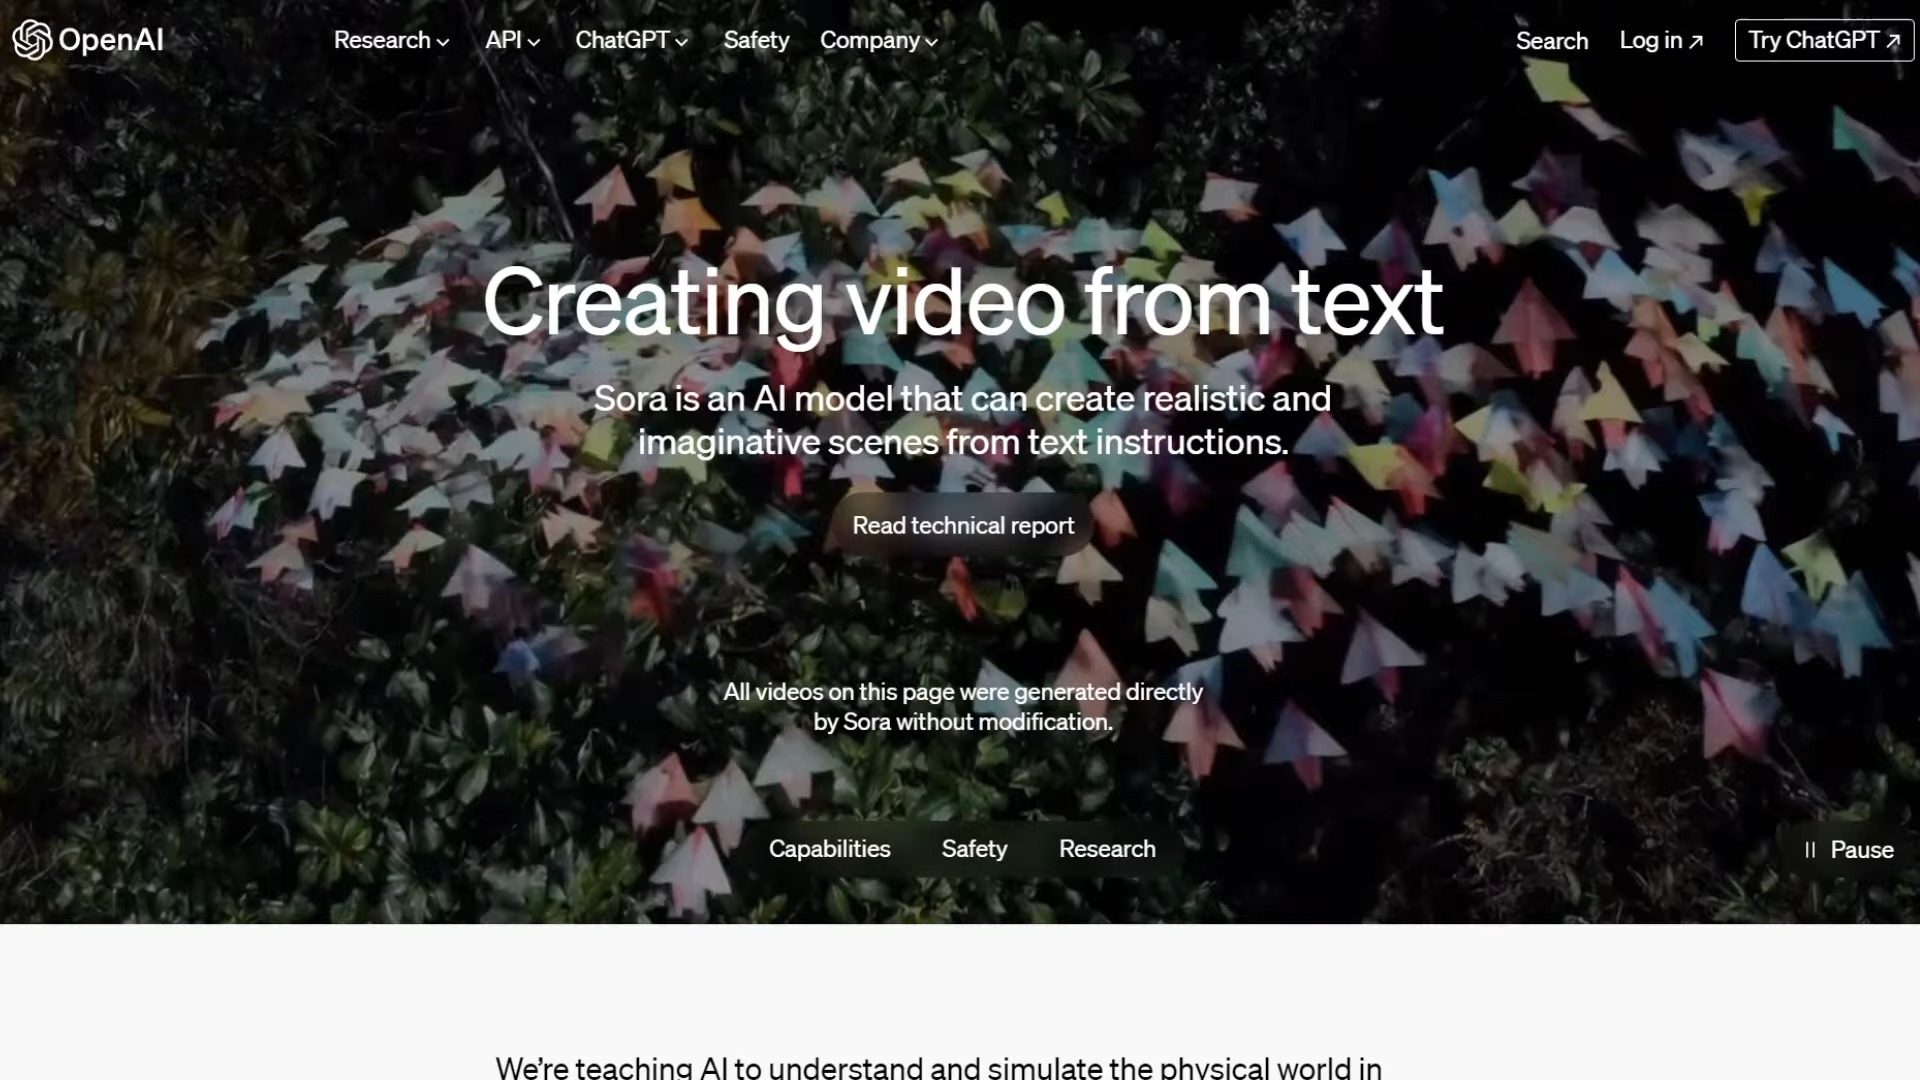 OpenAI
Research
API
ChatGPT
Safety
Company
Search
Log in ↗
Try ChatGPT ↗
Creating video from text
Sora is an AI model that can create realistic and
imaginative scenes from text instructions.
Read technical report
All videos on this page were generated directly
by Sora without modification.
Capabilities
Safety
Research
Pause
We’re teaching AI to understand and simulate the physical world in